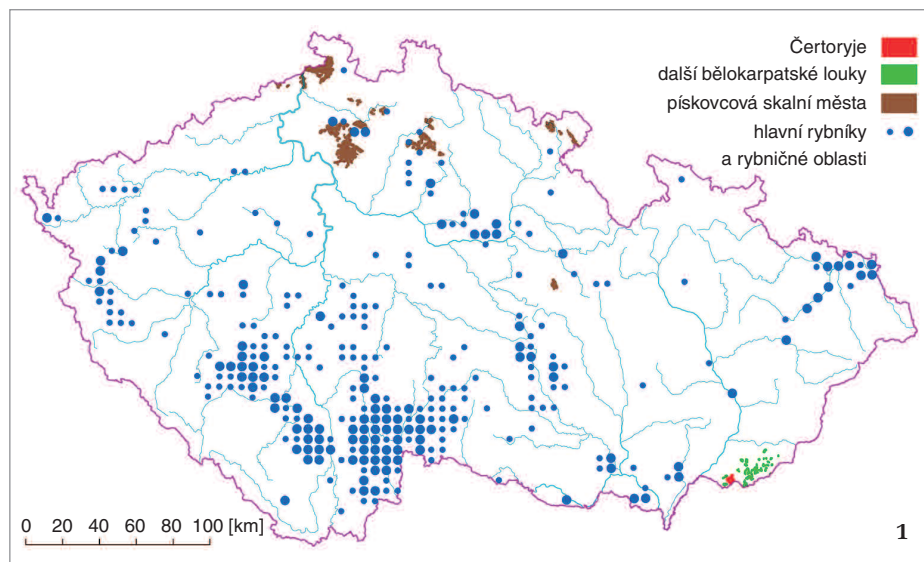 Čertoryje
další bělokarpatské louky
pískovcová skalní města
hlavní rybníky
a rybničné oblasti
0 20 40 60 80 100 [km]
1